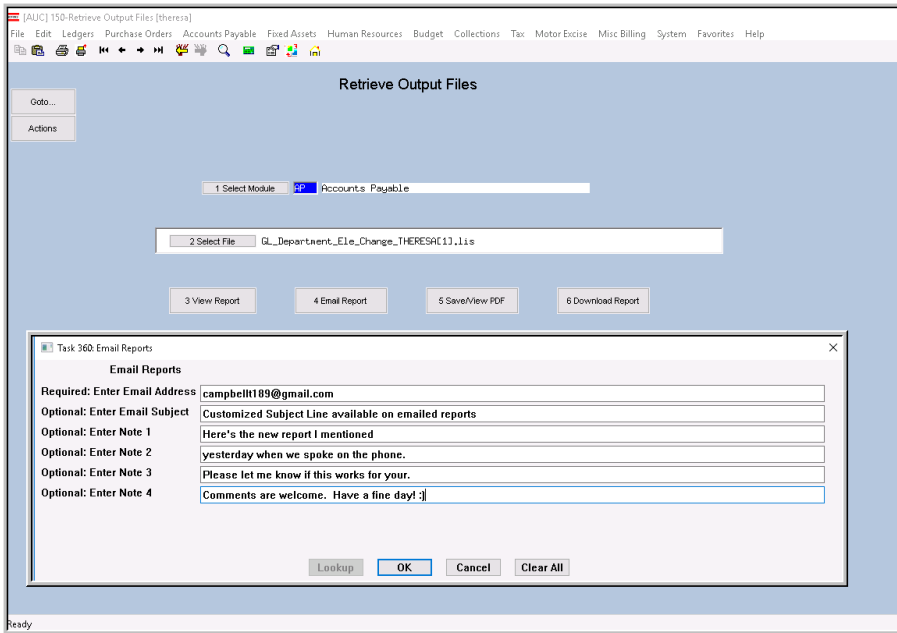 [AUC] 150-Retrieve Output Files [theresa]
File Edit Ledgers Purchase Orders Accounts Payable Fixed Assets Human Resources Budget Collections Tax Motor Excise Misc Billing System Favorites Help
Retrieve Output Files
Goto...
Actions
1 Select Module AP Accounts Payable
2 Select File GL_Department_Ele_Change_THERESA[1].lis
3 View Report 4 Email Report 5 Save/View PDF 6 Download Report
Task 360: Email Reports
Email Reports
Required: Enter Email Address campbellt189@gmail.com
Optional: Enter Email Subject Customized Subject Line available on emailed reports
Optional: Enter Note 1 Here's the new report I mentioned
Optional: Enter Note 2 yesterday when we spoke on the phone.
Optional: Enter Note 3 Please let me know if this works for your.
Optional: Enter Note 4 Comments are welcome. Have a fine day! :)
Lookup OK Cancel Clear All
Ready